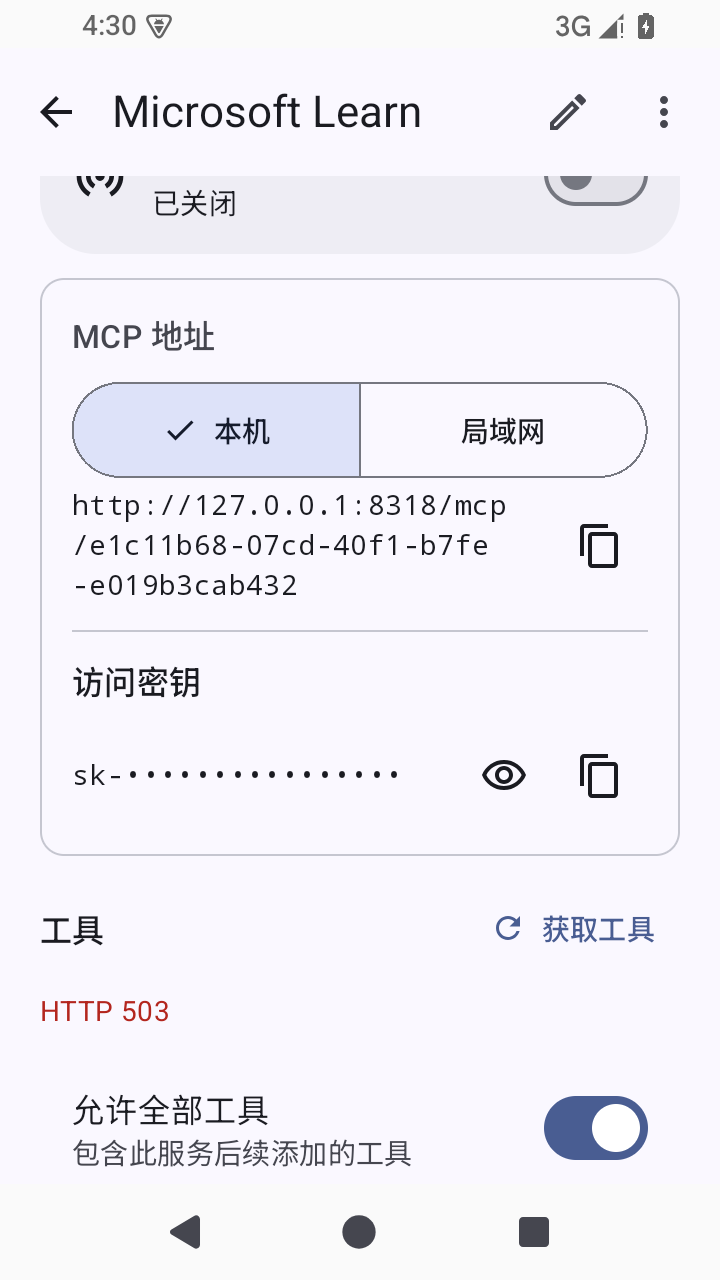 4:30
3G
Microsoft Learn
已关闭
MCP 地址
本机
局域网
http://127.0.0.1:8318/mcp
/e1c11b68-07cd-40f1-b7fe
-e019b3cab432
访问密钥
sk-••••••••••••••••
工具
获取工具
HTTP 503
允许全部工具
包含此服务后续添加的工具